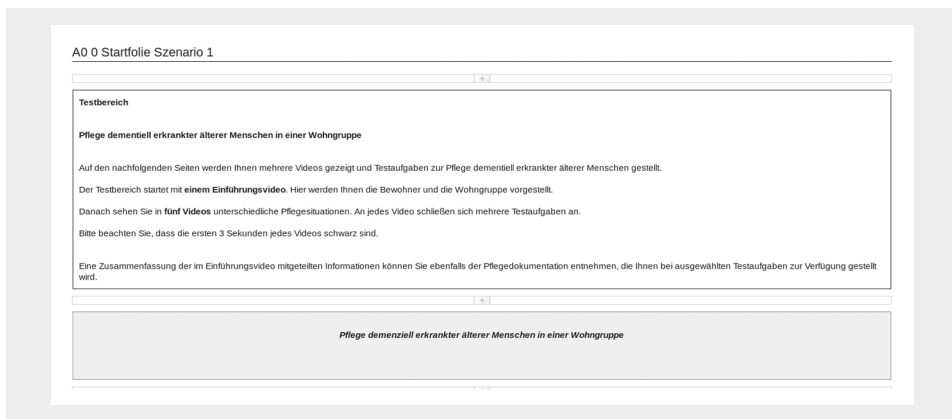 A0 0 Startfolie Szenario 1
+
Testbereich
Pflege dementiell erkrankter älterer Menschen in einer Wohngruppe
Auf den nachfolgenden Seiten werden Ihnen mehrere Videos gezeigt und Testaufgaben zur Pflege dementiell erkrankter älterer Menschen gestellt.
Der Testbereich startet mit einem Einführungsvideo. Hier werden Ihnen die Bewohner und die Wohngruppe vorgestellt.
Danach sehen Sie in fünf Videos unterschiedliche Pflegesituationen. An jedes Video schließen sich mehrere Testaufgaben an.
Bitte beachten Sie, dass die ersten 3 Sekunden jedes Videos schwarz sind.
Eine Zusammenfassung der im Einführungsvideo mitgeteilten Informationen können Sie ebenfalls der Pflegedokumentation entnehmen, die Ihnen bei ausgewählten Testaufgaben zur Verfügung gestellt
wird.
+
Pflege demenziell erkrankter älterer Menschen in einer Wohngruppe